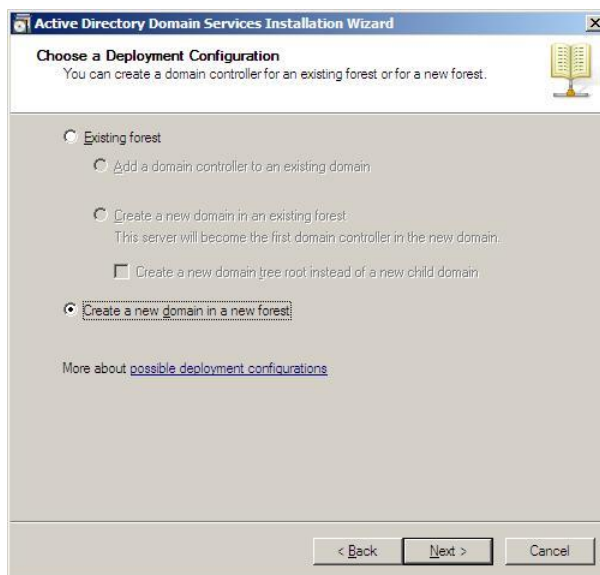 Active Directory Domain Services Installation Wizard
Choose a Deployment Configuration
You can create a domain controller for an existing forest or for a new forest.
Existing forest
Add a domain controller to an existing domain
Create a new domain in an existing forest
This server will become the first domain controller in the new domain.
Create a new domain tree root instead of a new child domain
Create a new domain in a new forest
More about possible deployment configurations
< Back
Next >
Cancel